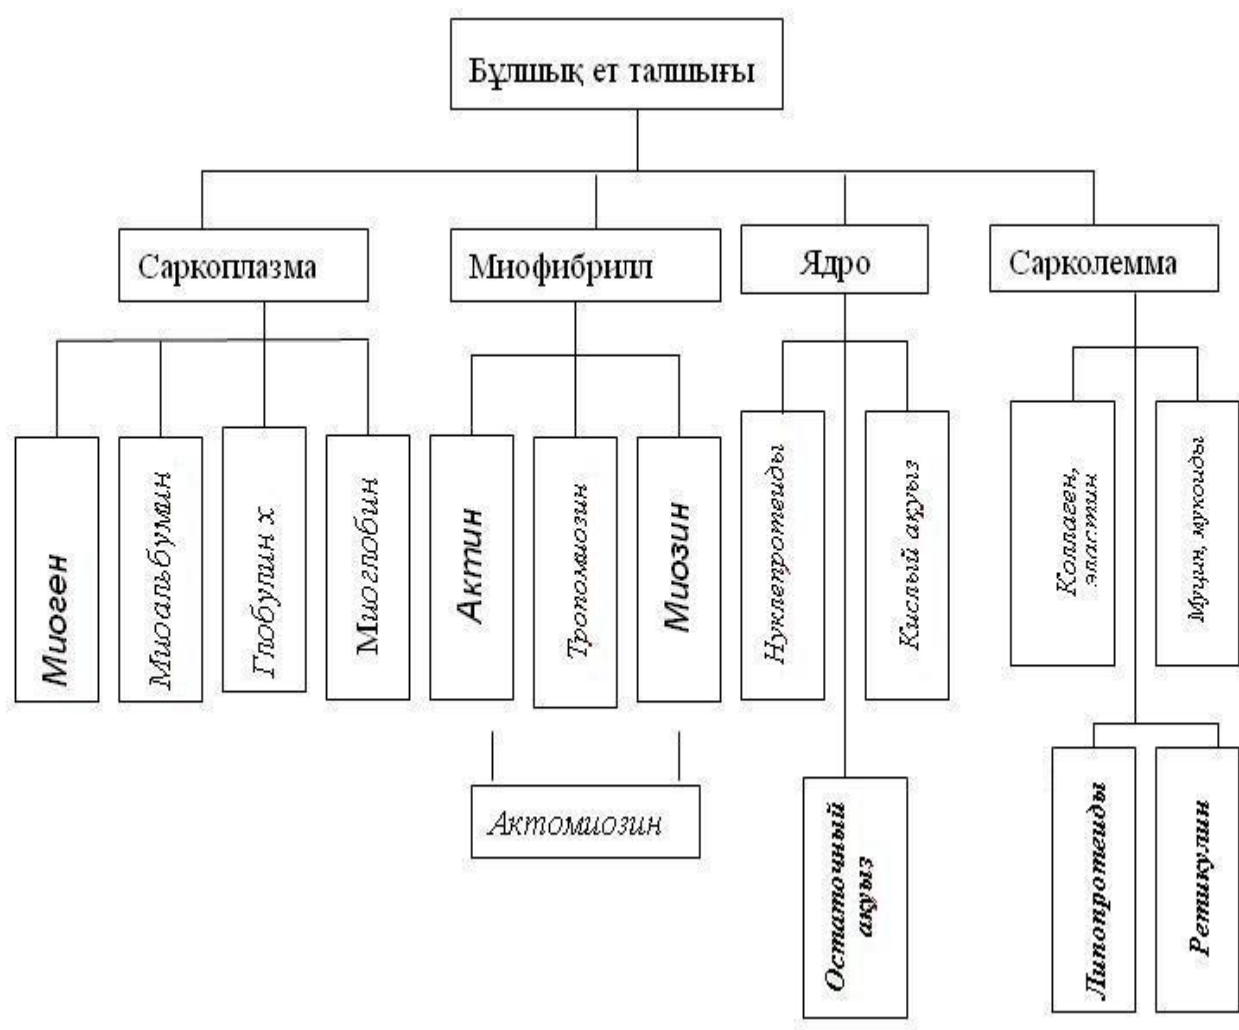 Бұлшық ет талшығы
Саркоплазма
Миофибрилл
Ядро
Сарколемма
Миоген
Миоальбумин
Глобулин х
Миоглобин
Актин
Тропомиозин
Миозин
Нуклепротеиды
Кислый ақуыз
Коллаген,
эластин
Муцин, мукоиды
Актомиозин
Остаточный
ақуыз
Липопротеиды
Ретикулин